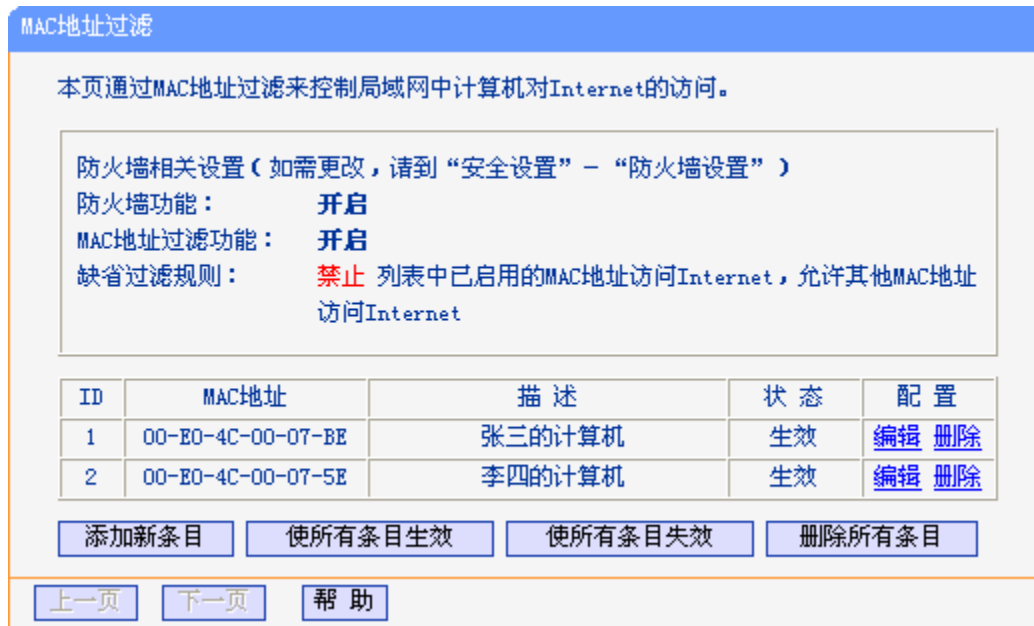 MAC地址过滤
本页通过MAC地址过滤来控制局域网中计算机对Internet的访问。
防火墙相关设置(如需更改,请到“安全设置”-“防火墙设置”)
防火墙功能: 开启
MAC地址过滤功能: 开启
缺省过滤规则: 禁止 列表中已启用的MAC地址访问Internet,允许其他MAC地址
访问Internet
ID MAC地址 描 述 状 态 配 置
1 00-E0-4C-00-07-BE 张三的计算机 生效 编辑 删除
2 00-E0-4C-00-07-5E 李四的计算机 生效 编辑 删除
添加新条目 使所有条目生效 使所有条目失效 删除所有条目
上一页 下一页 帮 助